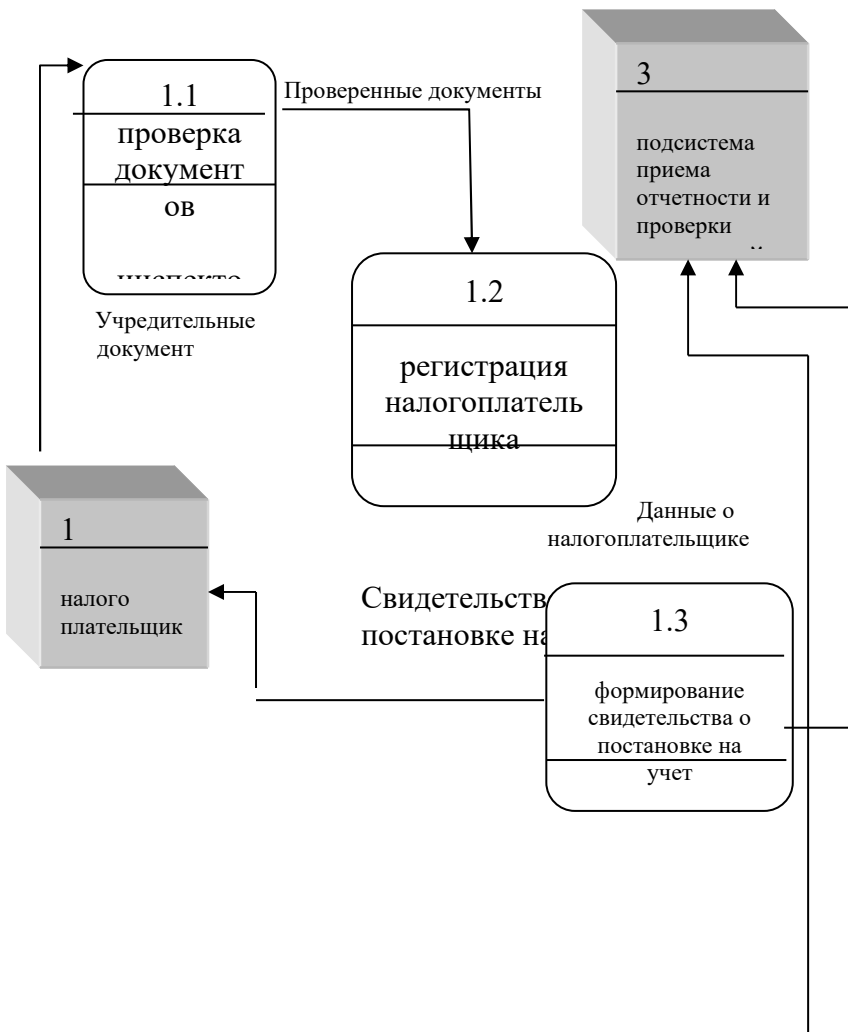 1.1
проверка
документ
ов
Проверенные документы
3
подсистема
приема
отчетности и
проверки
Учредительные
документ
1.2
регистрация
налогоплатель
щика
1
налого
плательщик
Данные о
налогоплательщике
Свидетельств
постановке на
1.3
формирование
свидетельства о
постановке на
учет